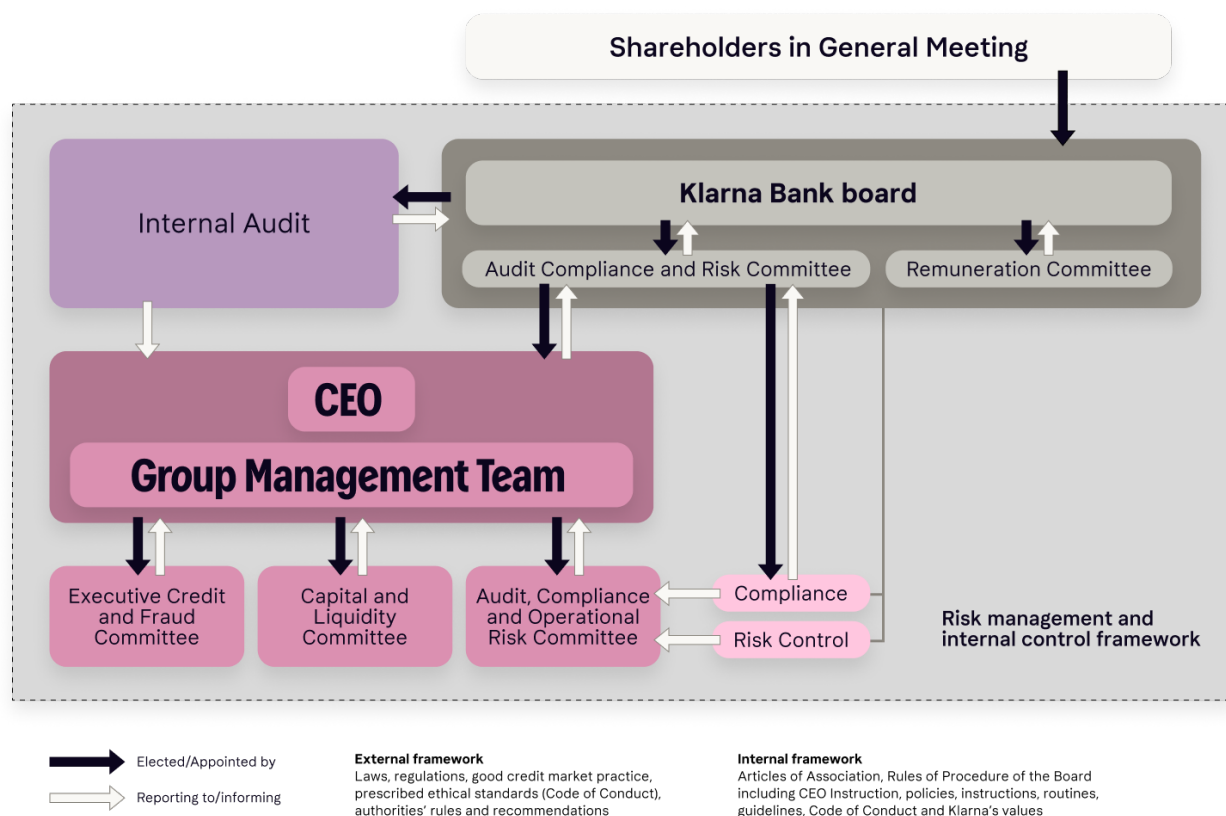 Shareholders in General Meeting
Internal Audit
Klarna Bank board
Audit Compliance and Risk Committee
Remuneration Committee
CEO
Group Management Team
Executive Credit
and Fraud
Committee
Capital and
Liquidity
Committee
Audit, Compliance
and Operational
Risk Committee
Compliance
Risk Control
Risk management and
internal control framework
Elected/Appointed by
Reporting to/informing
External framework
Laws, regulations, good credit market practice,
prescribed ethical standards (Code of Conduct),
authorities’ rules and recommendations
Internal framework
Articles of Association, Rules of Procedure of the Board
including CEO Instruction, policies, instructions, routines,
guidelines, Code of Conduct and Klarna’s values